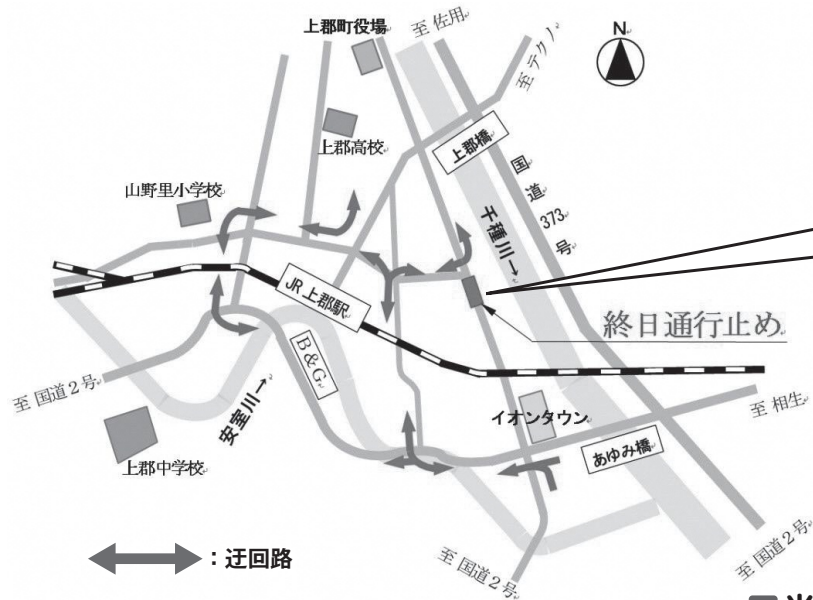 上郡町役場
至 佐用
N
至 テクノ
上郡高校
上郡橋
国道373号
山野里小学校
千種川→
JR 上郡駅
終日通行止め
B&G
至 国道2号
安室川→
イオンタウン
至 相生
上郡中学校
あゆみ橋
:迂回路
至 国道2号
至 国道2号